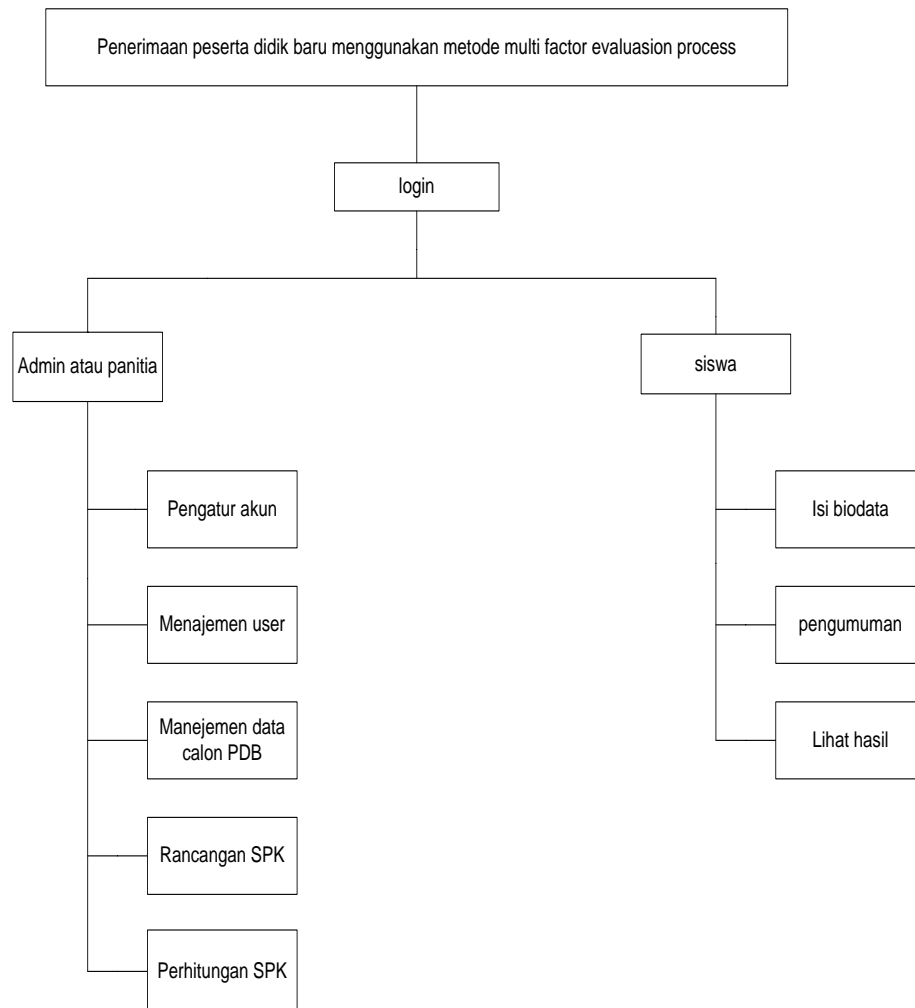 Penerimaan peserta didik baru menggunakan metode multi factor evaluasion process
login
Admin atau panitia
siswa
Pengatur akun
Isi biodata
Menajemen user
pengumuman
Manejemen data
calon PDB
Lihat hasil
Rancangan SPK
Perhitungan SPK